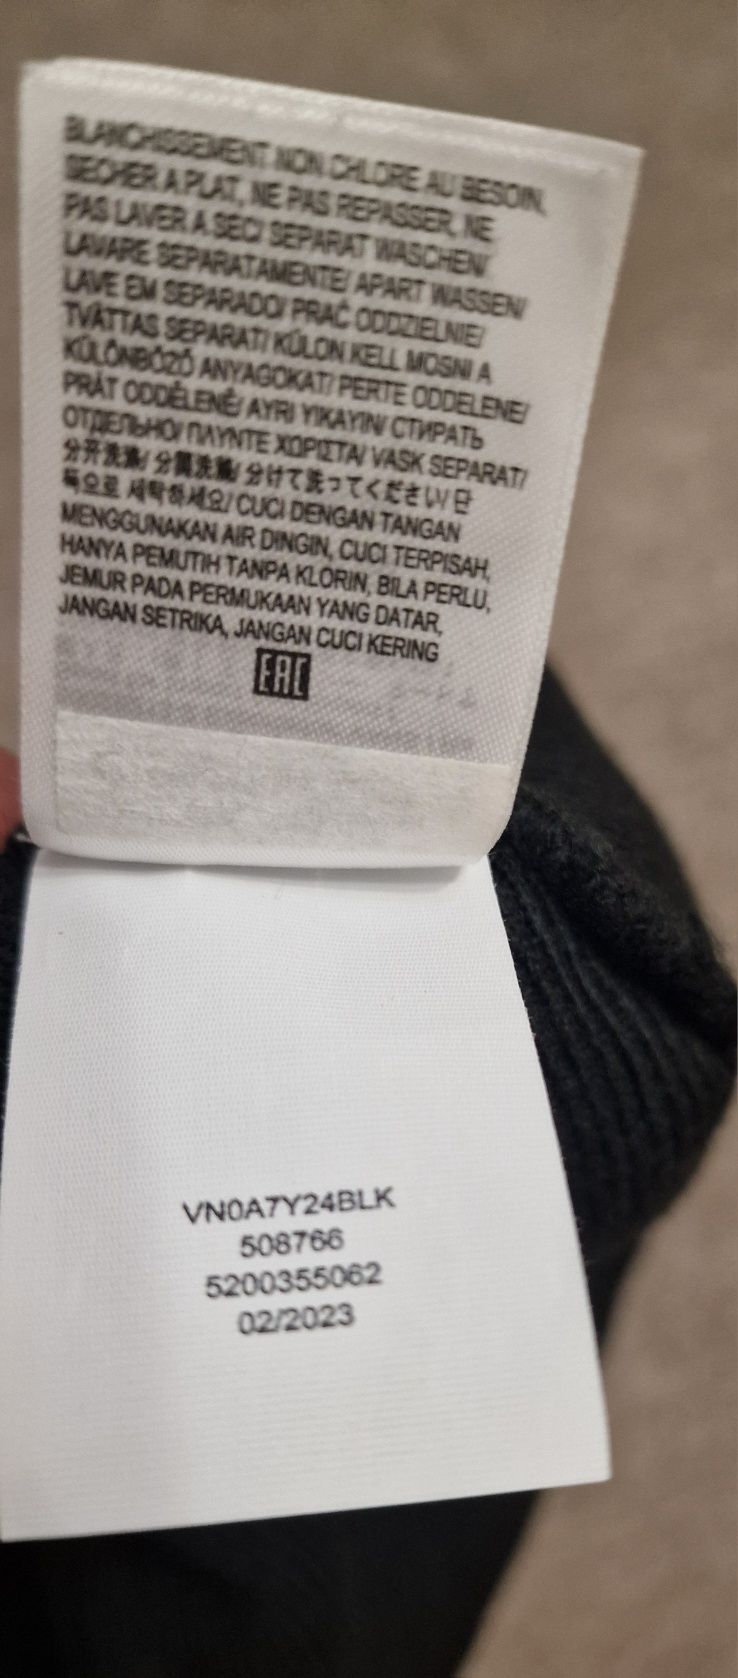 BLANCHISSEMENT NON CHLORE AU BESOIN,
SECHER A PLAT, NE PAS REPASSER, NE
PAS LAVER A SEC/ SEPARAT WASCHEN/
LAVARE SEPARATAMENTE/ APART WASSEN/
LAVE EM SEPARADO/ PRAĆ ODDZIELNIE/
TVÄTTAS SEPARAT/ KÜLON KELL MOSNI A
KÜLÖNBÖZŐ ANYAGOKAT/ PERTE ODDELENE/
PRÁT ODDĚLENĚ/ AYRI YIKAYIN/ СТИРАТЬ
ОТДЕЛЬНО/ ΠΛΥΝΤΕ ΧΩΡΙΣΤΑ/ VASK SEPARAT/
分开洗滌/ 分開洗滌/ 分けて洗ってください/ 단
독으로 세탁하세요/ CUCI DENGAN TANGAN
MENGGUNAKAN AIR DINGIN, CUCI TERPISAH,
HANYA PEMUTIH TANPA KLORIN, BILA PERLU,
JEMUR PADA PERMUKAAN YANG DATAR,
JANGAN SETRIKA, JANGAN CUCI KERING
EAC
VN0A7Y24BLK
508766
5200355062
02/2023